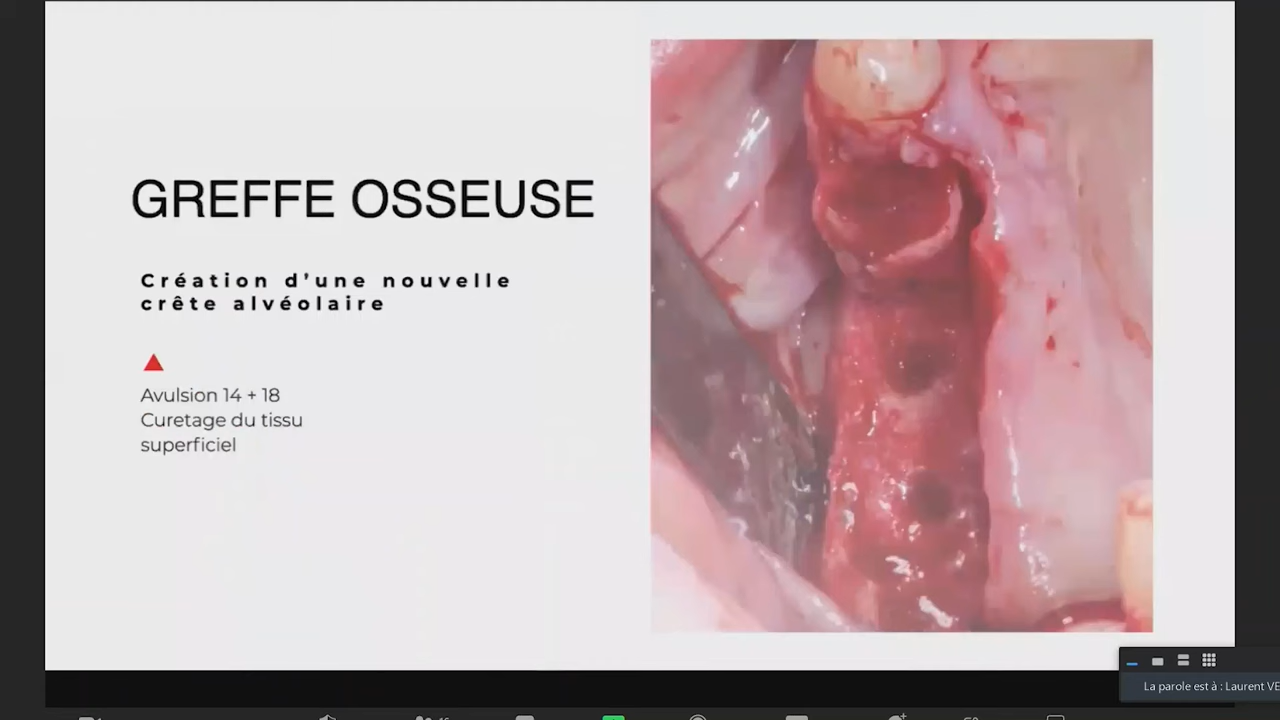 GREFFE OSSEUSE
Création d'une nouvelle
crête alvéolaire
Avulsion 14 + 18
Curetage du tissu
superficiel
La parole est à : Laurent VE